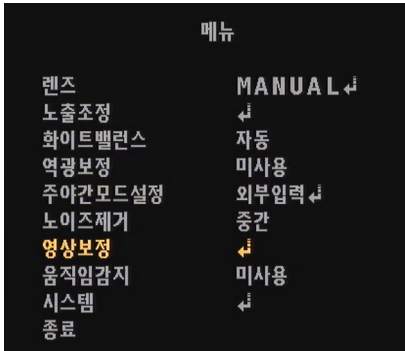 메뉴
렌즈 MANUAL↲
노출조정 ↲
화이트밸런스 자동
역광보정 미사용
주야간모드설정 외부입력↲
노이즈제거 중간
영상보정 ↲
움직임감지 미사용
시스템 ↲
종료